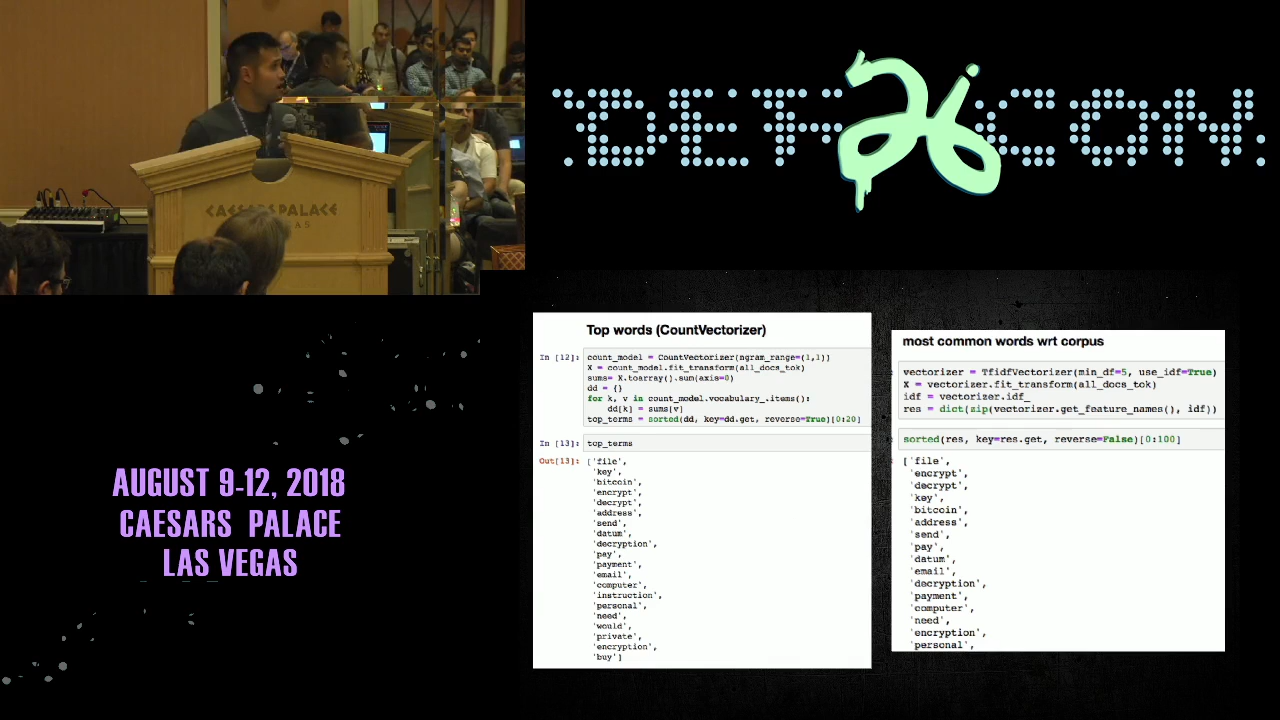 DEF 26 CON
CAESARS PALACE
AUGUST 9-12, 2018
CAESARS PALACE
LAS VEGAS
Top words (CountVectorizer)
In [12]: count_model = CountVectorizer(ngram_range=(1,1))
X = count_model.fit_transform(all_docs_tok)
sums= X.toarray().sum(axis=0)
dd = {}
for k, v in count_model.vocabulary_.items():
dd[k] = sums[v]
top_terms = sorted(dd, key=dd.get, reverse=True)[0:20]
In [13]: top_terms
Out[13]: ['file',
'key',
'bitcoin',
'encrypt',
'decrypt',
'address',
'send',
'datum',
'decryption',
'pay',
'payment',
'email',
'computer',
'instruction',
'personal',
'need',
'would',
'private',
'encryption',
'buy']
most common words wrt corpus
vectorizer = TfidfVectorizer(min_df=5, use_idf=True)
X = vectorizer.fit_transform(all_docs_tok)
idf = vectorizer.idf_
res = dict(zip(vectorizer.get_feature_names(), idf))
sorted(res, key=res.get, reverse=False)[0:100]
['file',
'encrypt',
'decrypt',
'key',
'bitcoin',
'address',
'send',
'pay',
'datum',
'email',
'decryption',
'payment',
'computer',
'need',
'encryption',
'personal',